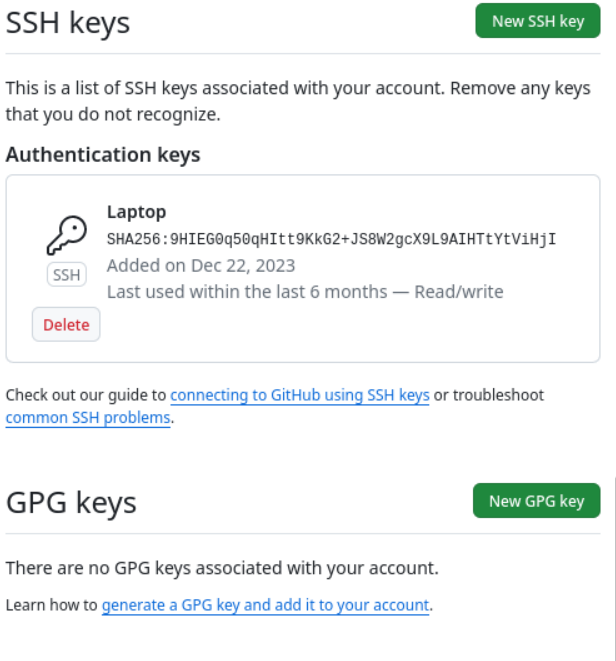 SSH keys
New SSH key
This is a list of SSH keys associated with your account. Remove any keys
that you do not recognize.
Authentication keys
Laptop
SHA256:9HIEG0q50qHItt9KkG2+JS8W2gcX9L9AIHTtYtViHjI
SSH
Added on Dec 22, 2023
Last used within the last 6 months — Read/write
Delete
Check out our guide to connecting to GitHub using SSH keys or troubleshoot
common SSH problems.
GPG keys
New GPG key
There are no GPG keys associated with your account.
Learn how to generate a GPG key and add it to your account.